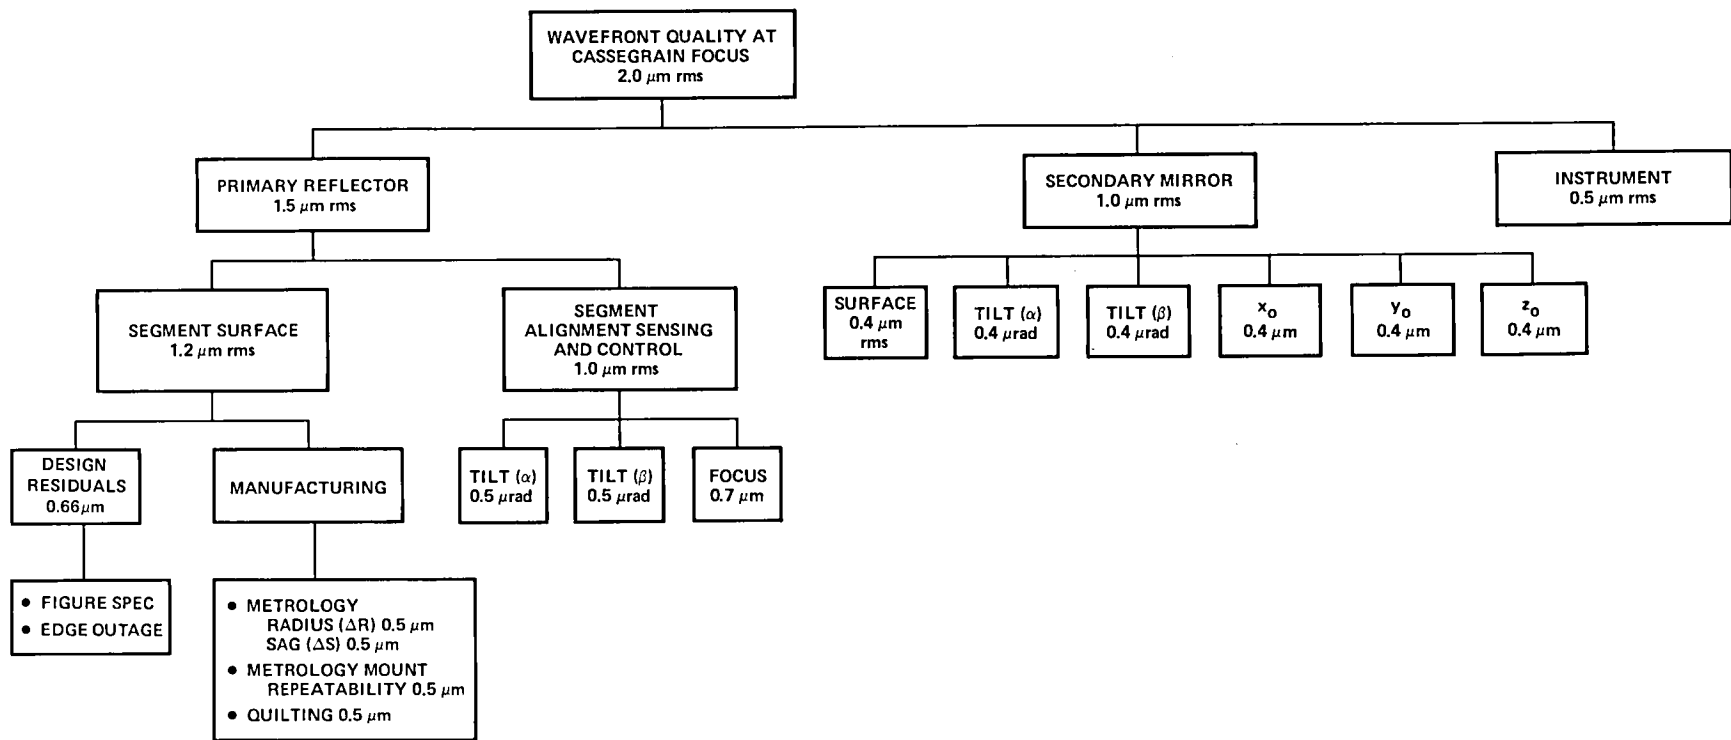 WAVEFRONT QUALITY AT
CASSEGRAIN FOCUS
2.0 μm rms
PRIMARY REFLECTOR
1.5 μm rms
SECONDARY MIRROR
1.0 μm rms
INSTRUMENT
0.5 μm rms
SEGMENT SURFACE
1.2 μm rms
SEGMENT
ALIGNMENT SENSING
AND CONTROL
1.0 μm rms
SURFACE
0.4 μm
rms
TILT (α)
0.4 μrad
TILT (β)
0.4 μrad
x₀
0.4 μm
y₀
0.4 μm
z₀
0.4 μm
DESIGN
RESIDUALS
0.66 μm
MANUFACTURING
TILT (α)
0.5 μrad
TILT (β)
0.5 μrad
FOCUS
0.7 μm
• FIGURE SPEC
• EDGE OUTAGE
• METROLOGY
RADIUS (ΔR) 0.5 μm
SAG (ΔS) 0.5 μm
• METROLOGY MOUNT
REPEATABILITY 0.5 μm
• QUILTING 0.5 μm